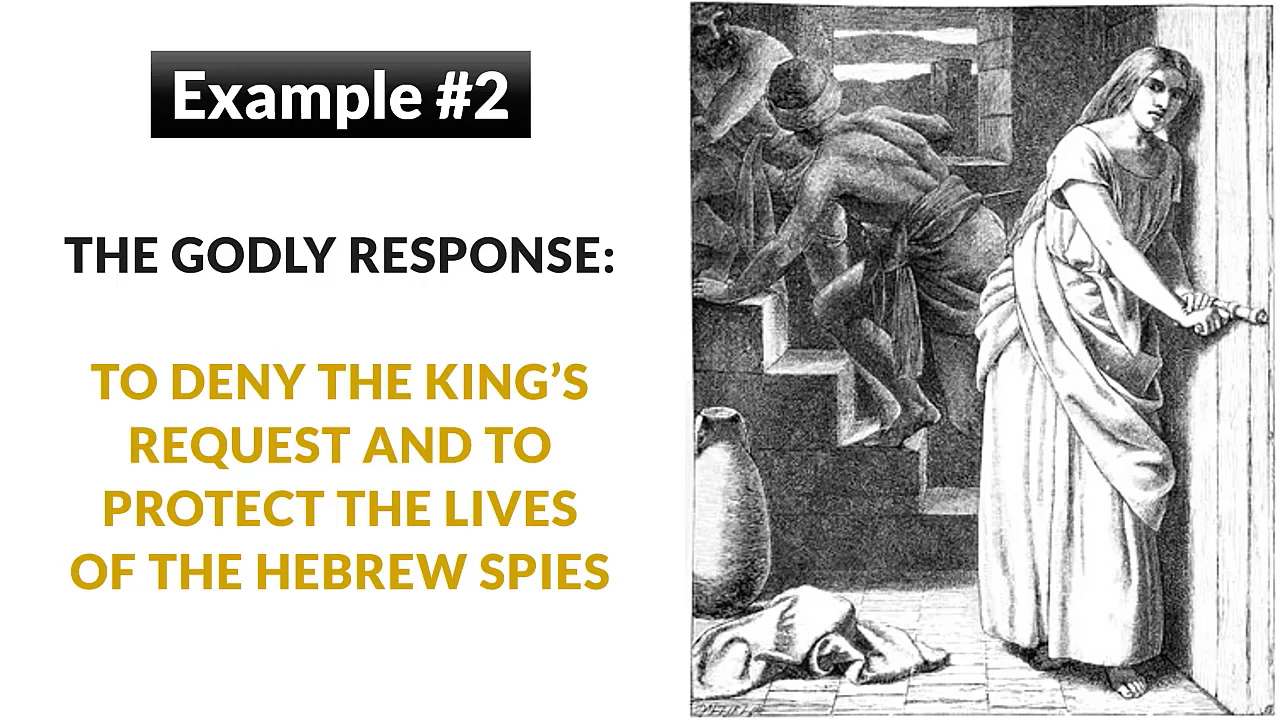 Example #2
THE GODLY RESPONSE:
TO DENY THE KING’S
REQUEST AND TO
PROTECT THE LIVES
OF THE HEBREW SPIES